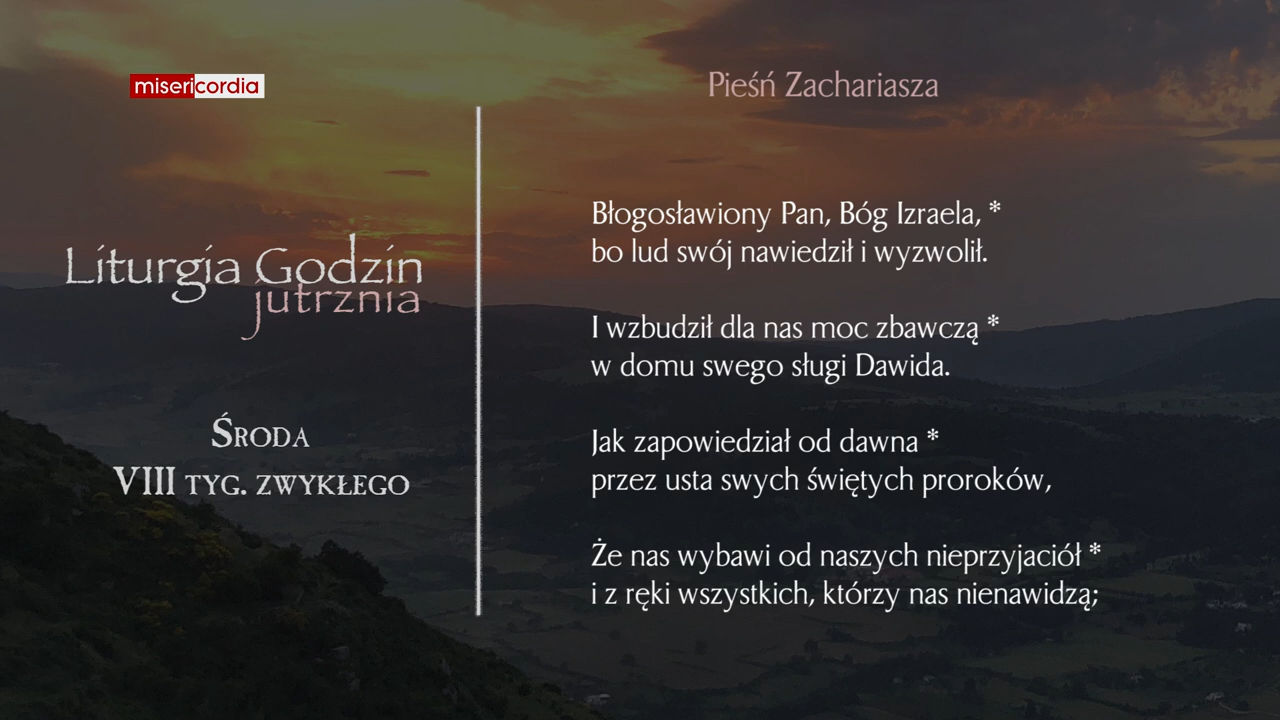 misericordia
Liturgia Godzin
jutrznia
Środa
VIII tyg. zwykłego
Pieśń Zachariasza
Błogosławiony Pan, Bóg Izraela, *
bo lud swój nawiedził i wyzwolił.
I wzbudził dla nas moc zbawczą *
w domu swego sługi Dawida.
Jak zapowiedział od dawna *
przez usta swych świętych proroków,
Że nas wybawi od naszych nieprzyjaciół *
i z ręki wszystkich, którzy nas nienawidzą;